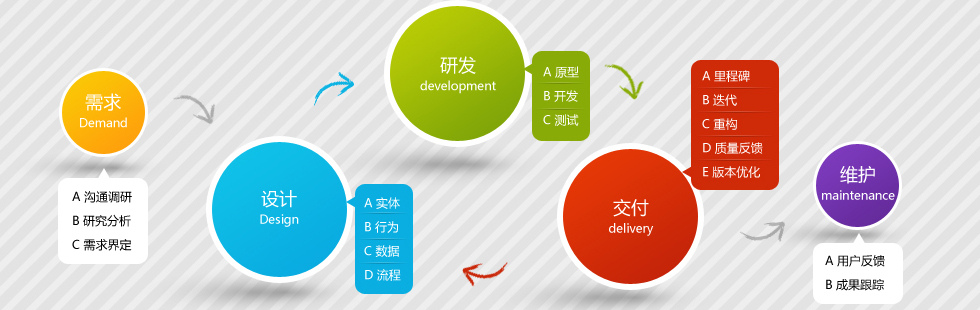 需求
Demand
A 沟通调研
B 研究分析
C 需求界定
设计
Design
A 实体
B 行为
C 数据
D 流程
研发
development
A 原型
B 开发
C 测试
交付
delivery
A 里程碑
B 迭代
C 重构
D 质量反馈
E 版本优化
维护
maintenance
A 用户反馈
B 成果跟踪